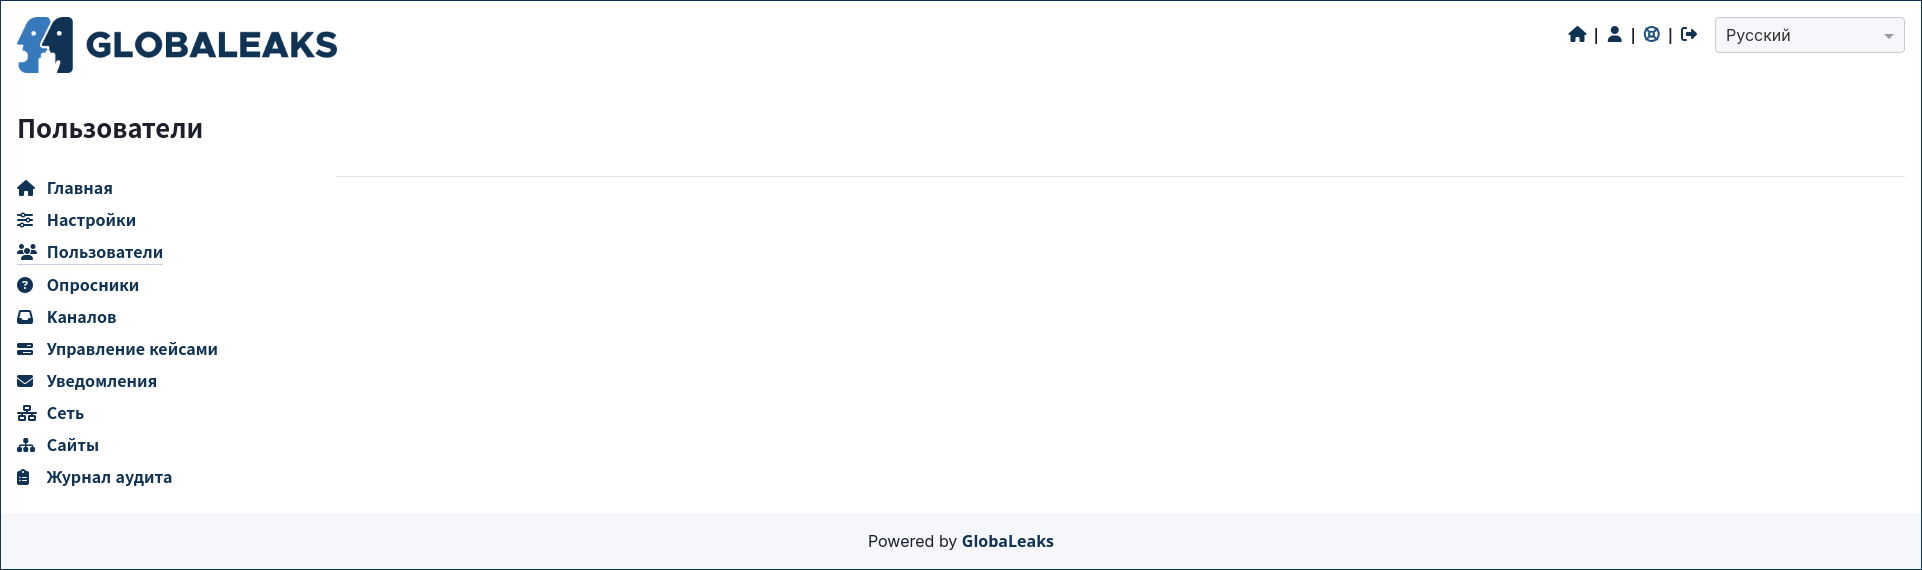 GLOBALEAKS
| | | Русский
Пользователи
Главная
Настройки
Пользователи
Опросники
Каналов
Управление кейсами
Уведомления
Сеть
Сайты
Журнал аудита
Powered by GlobaLeaks